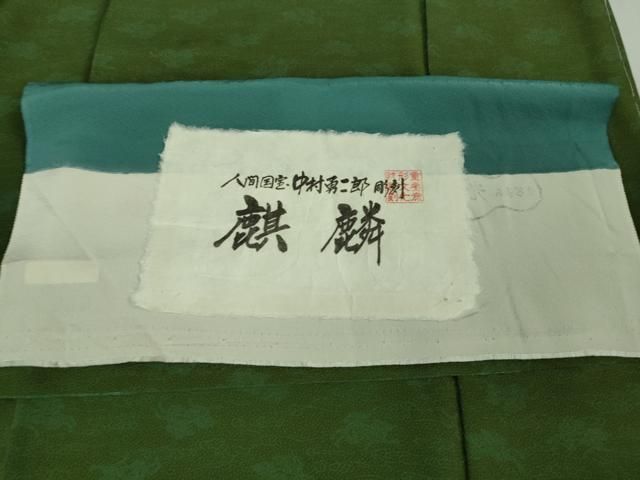 人間国宝 中村勇二郎 彫刻
麒麟